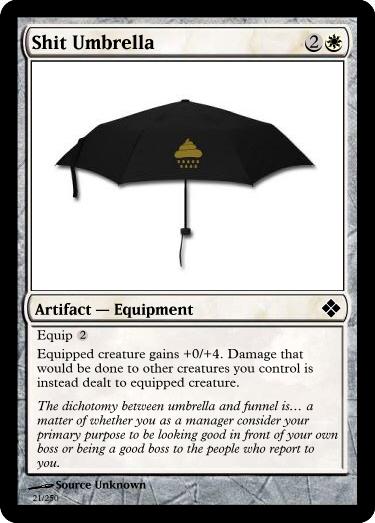 Shit Umbrella 2
Artifact — Equipment
Equip 2
Equipped creature gains +0/+4. Damage that
would be done to other creatures you control is
instead dealt to equipped creature.
The dichotomy between umbrella and funnel is… a
matter of whether you as a manager consider your
primary purpose to be looking good in front of your own
boss or being a good boss to the people who report to
you.
Source Unknown
21/250